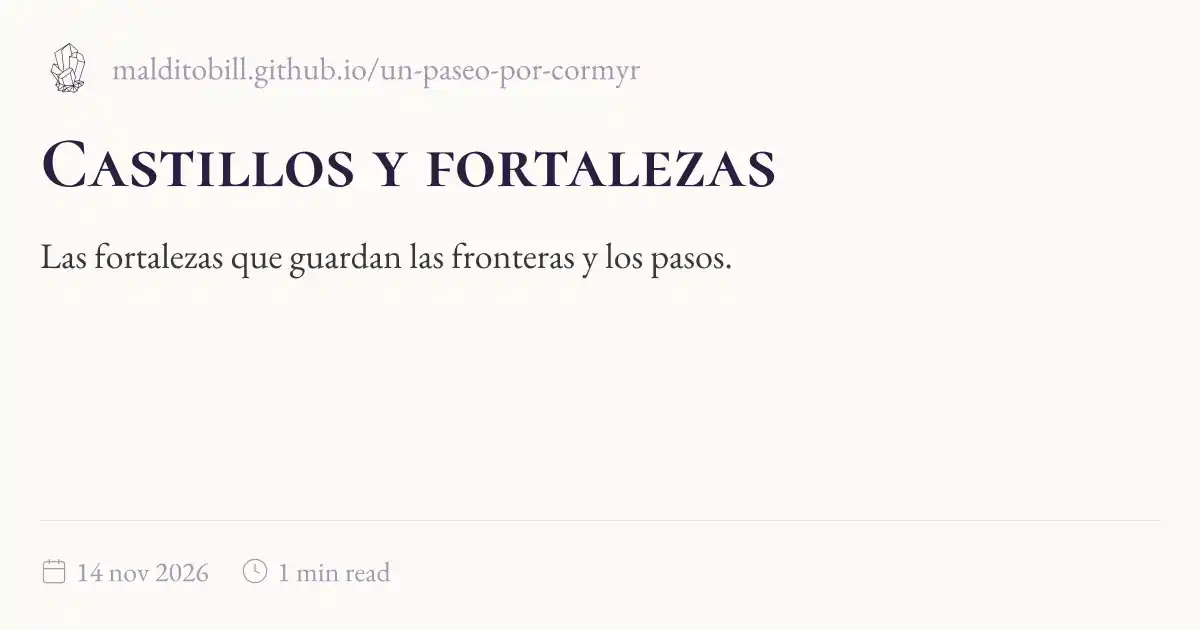 malditobill.github.io/un-paseo-por-cormyr
Castillos y fortalezas
Las fortalezas que guardan las fronteras y los pasos.
14 nov 2026 1 min read